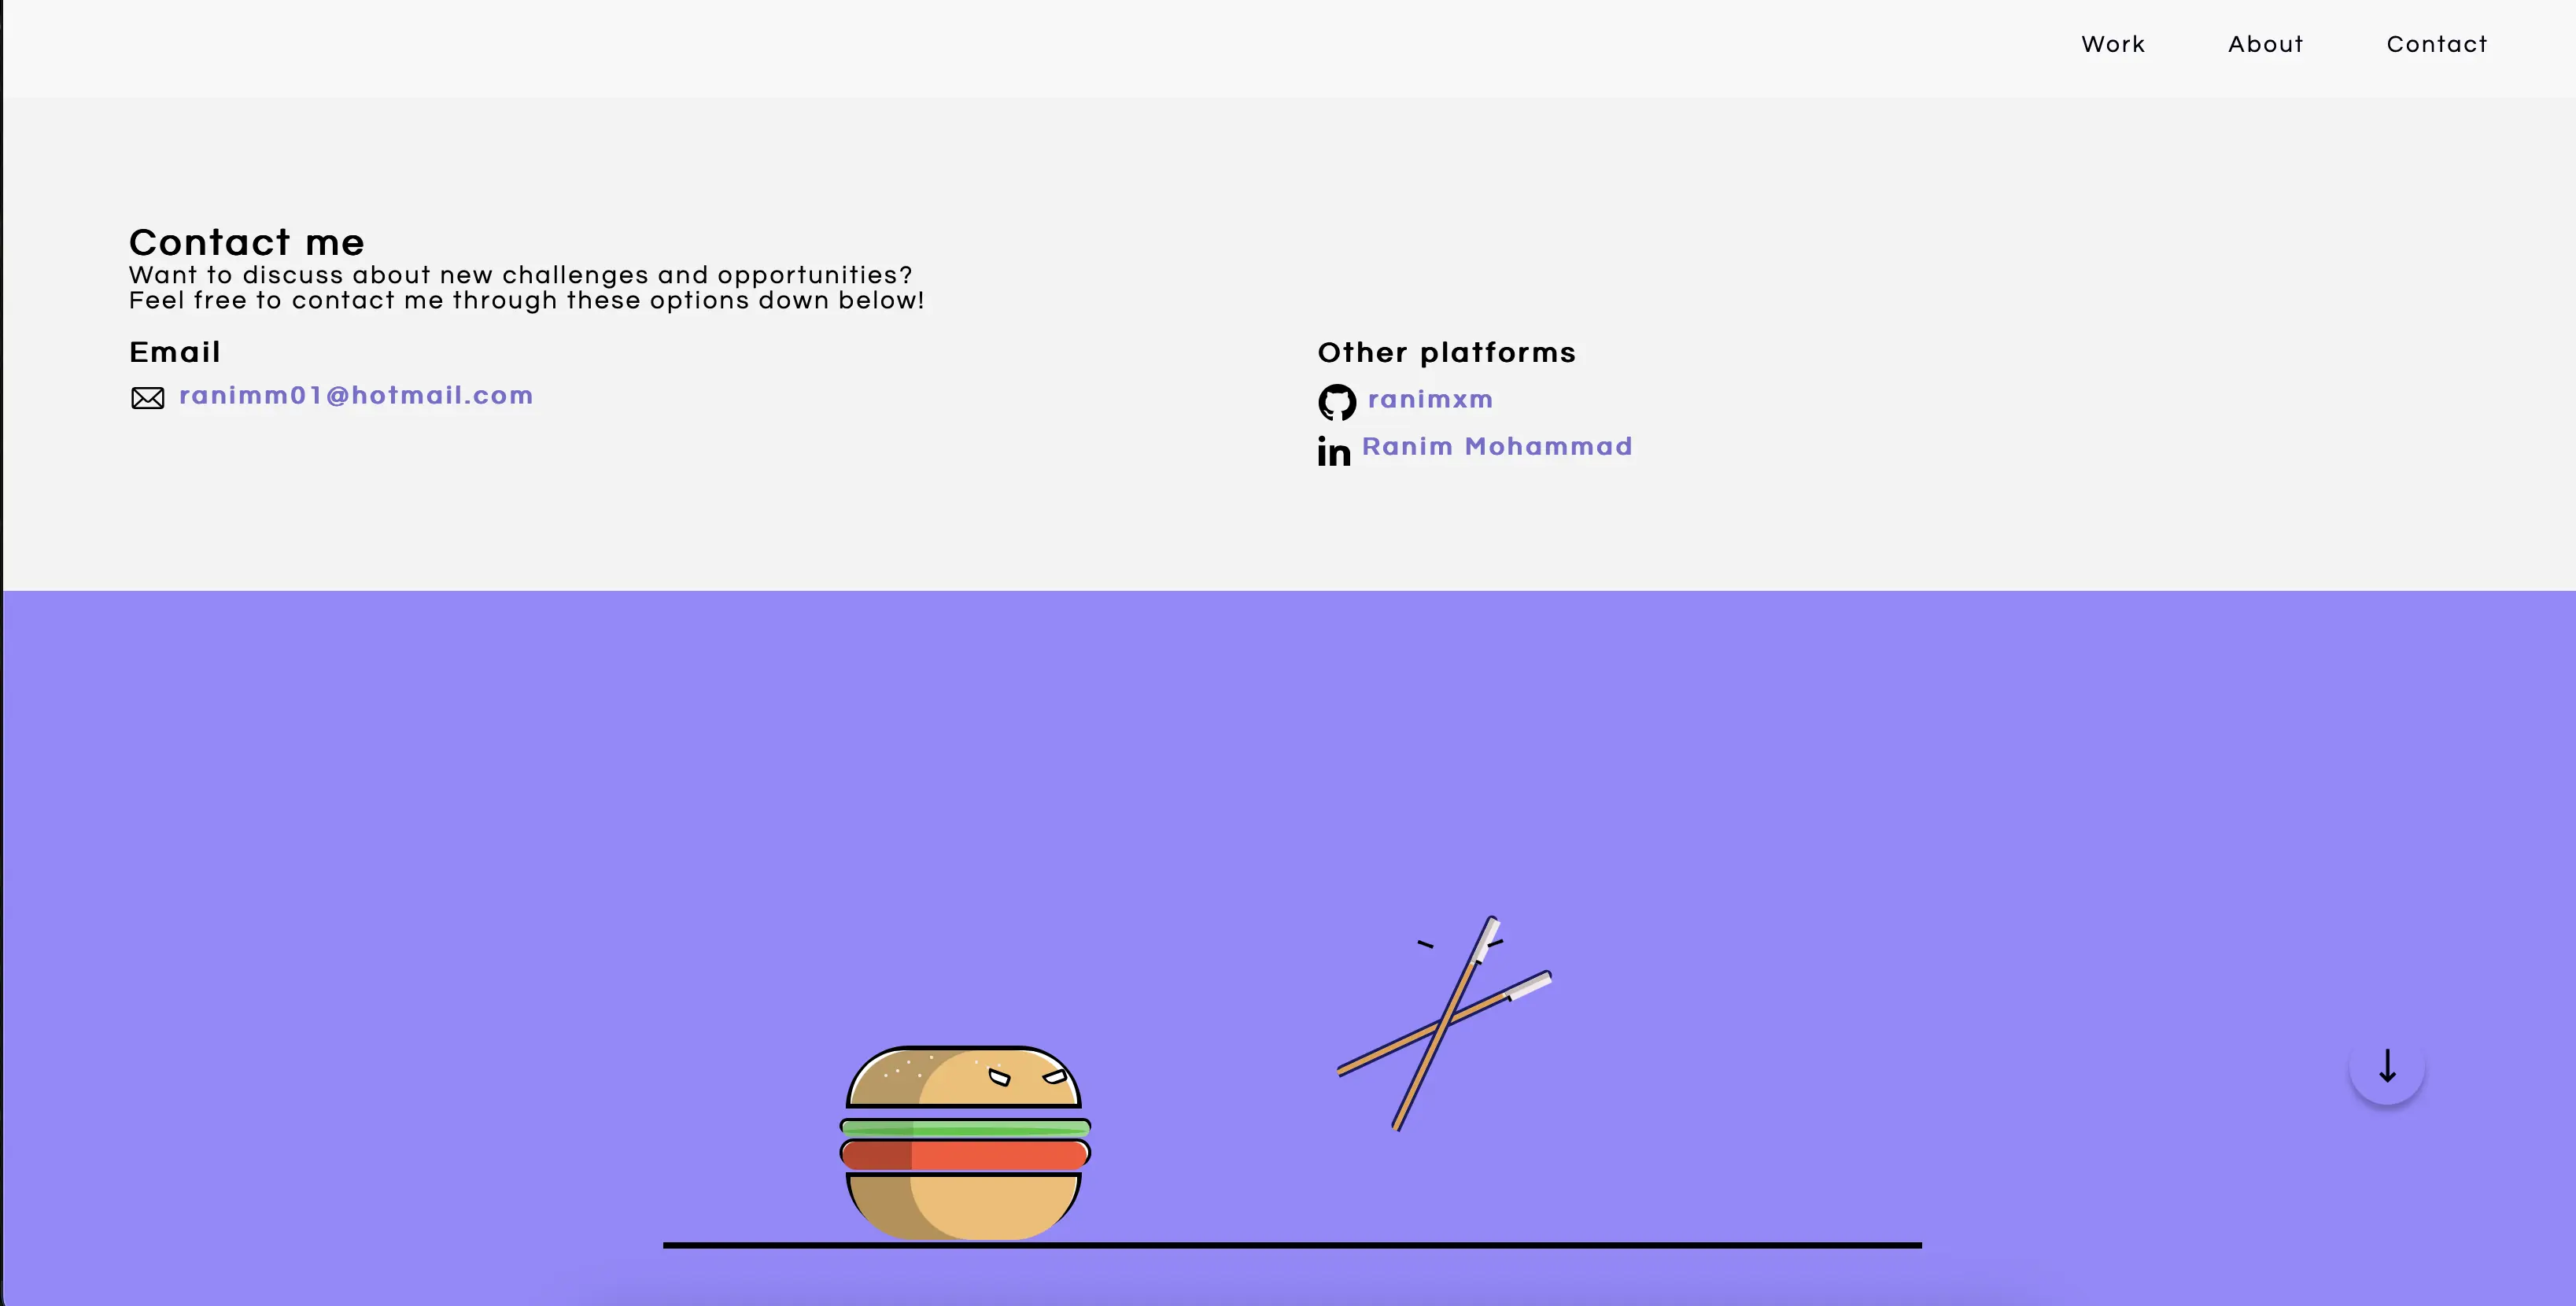 Work About Contact
Contact me
Want to discuss about new challenges and opportunities?
Feel free to contact me through these options down below!
Email
ranimm01@hotmail.com
Other platforms
ranimxm
in Ranim Mohammad